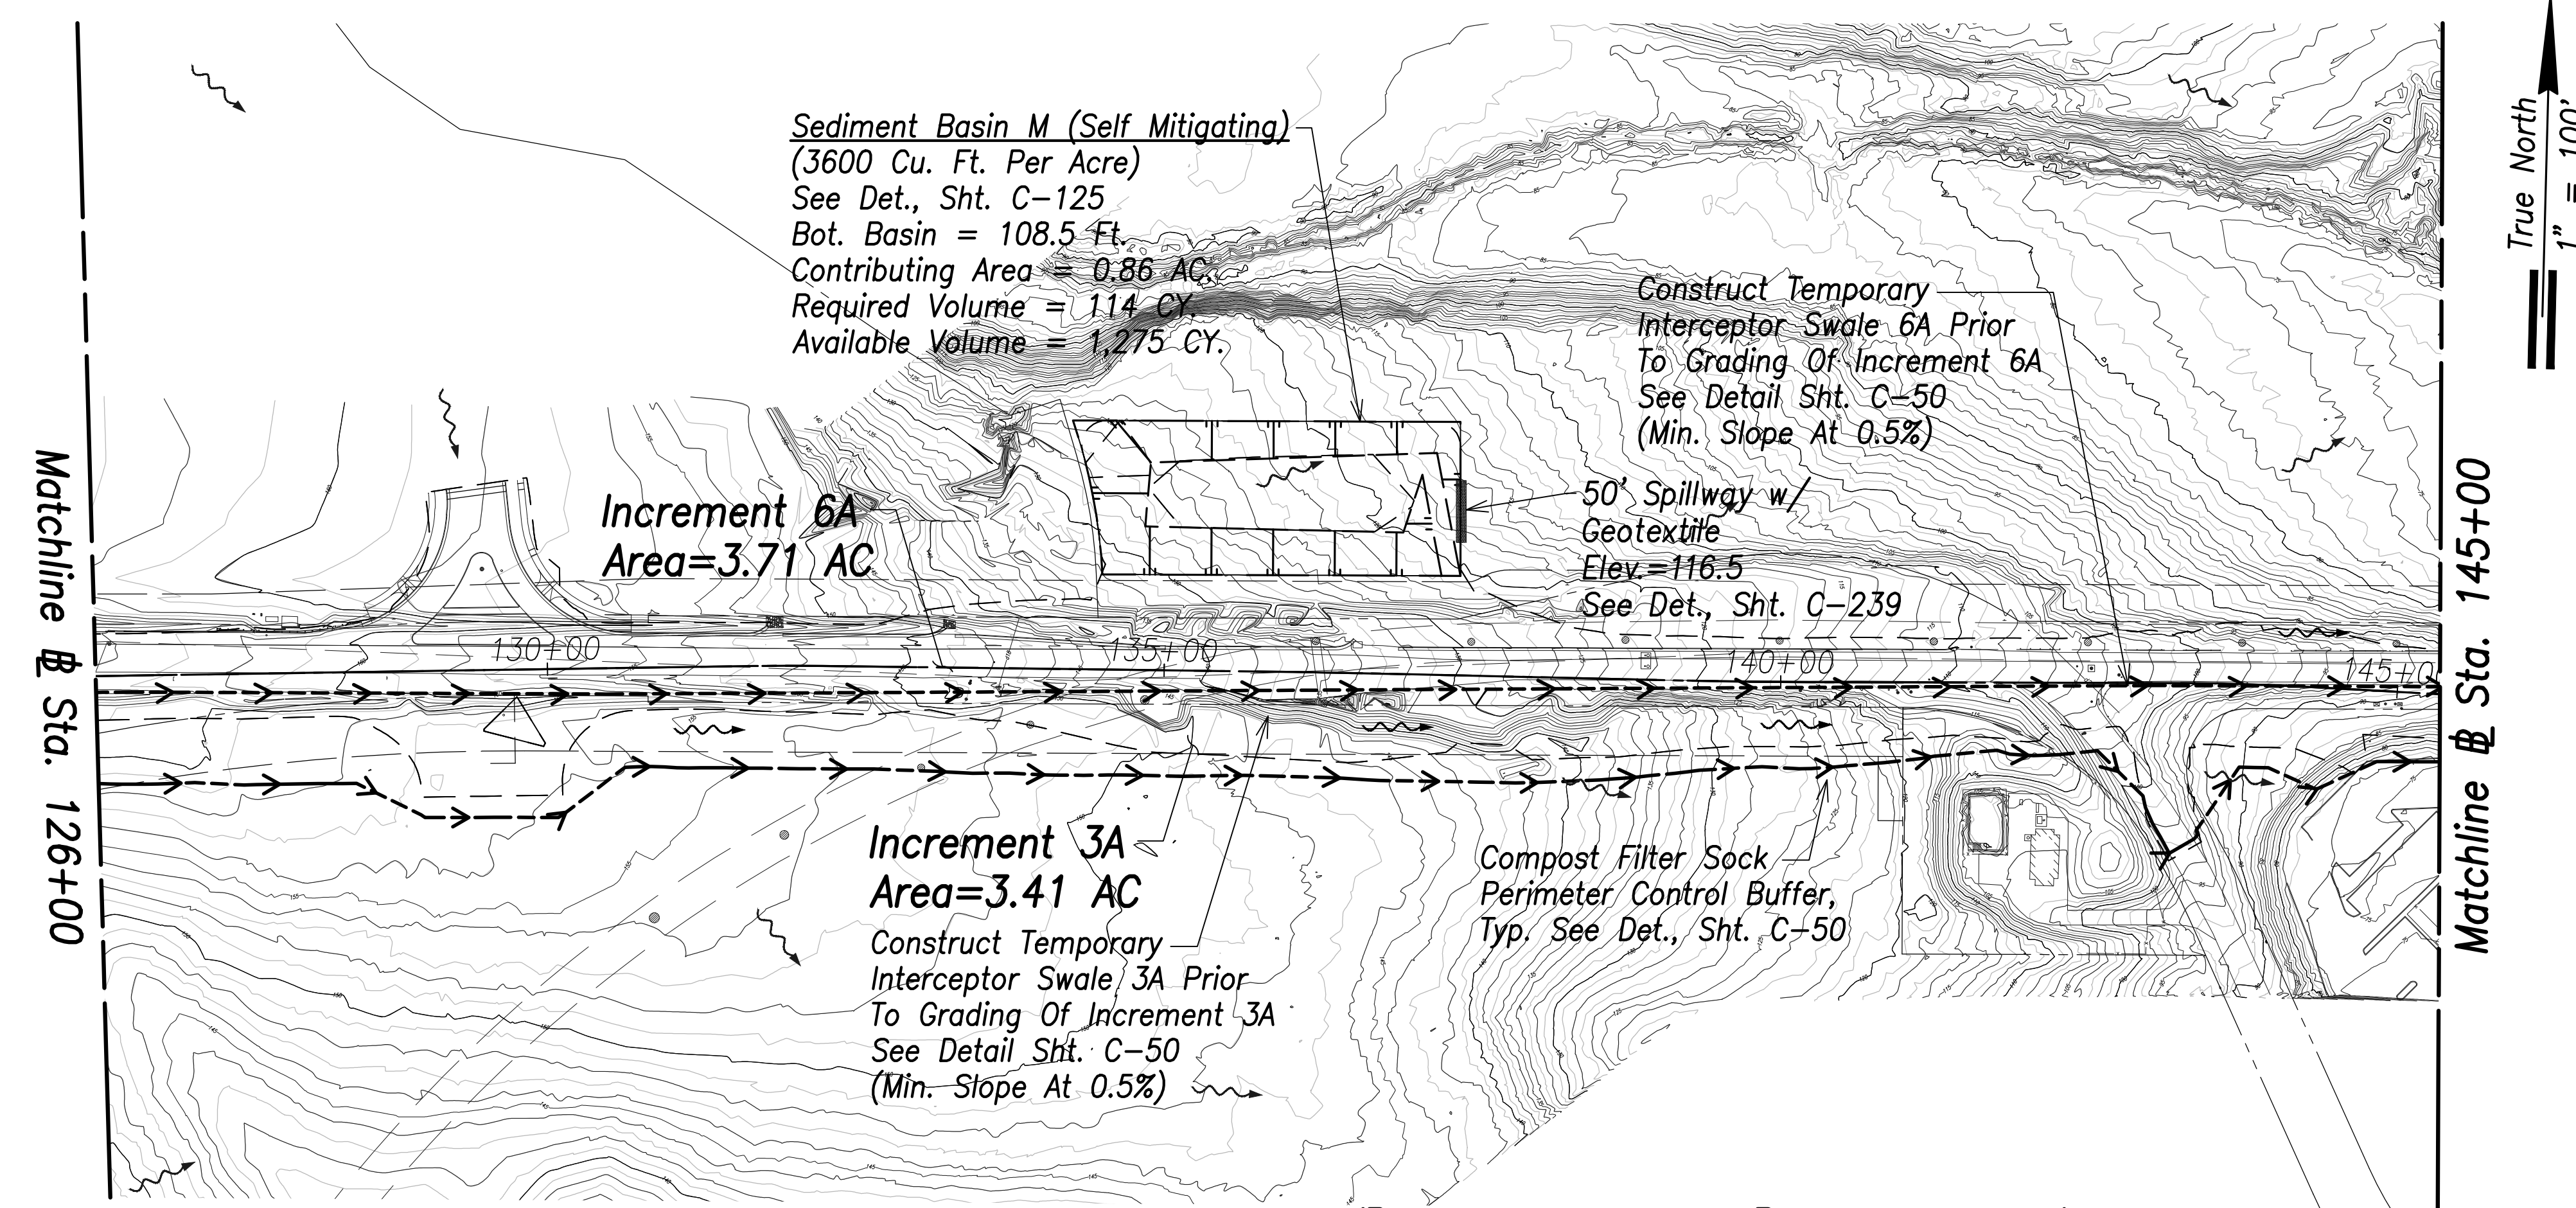 True North
1" = 100'
Sediment Basin M (Self Mitigating)
(3600 Cu. Ft. Per Acre)
See Det., Sht. C-125
Bot. Basin = 108.5 Ft.
Contributing Area = 0.86 AC.
Required Volume = 114 CY.
Available Volume = 1,275 CY.
Construct Temporary
Interceptor Swale 6A Prior
To Grading Of Increment 6A
See Detail Sht. C-50
(Min. Slope At 0.5%)
Increment 6A
Area=3.71 AC
50' Spillway w/
Geotextile
Elev.=116.5
See Det., Sht. C-239
Matchline BL Sta. 126+00
130+00
135+00
140+00
145+0
Matchline BL Sta. 145+00
Increment 3A
Area=3.41 AC
Construct Temporary
Interceptor Swale 3A Prior
To Grading Of Increment 3A
See Detail Sht. C-50
(Min. Slope At 0.5%)
Compost Filter Sock
Perimeter Control Buffer,
Typ. See Det., Sht. C-50